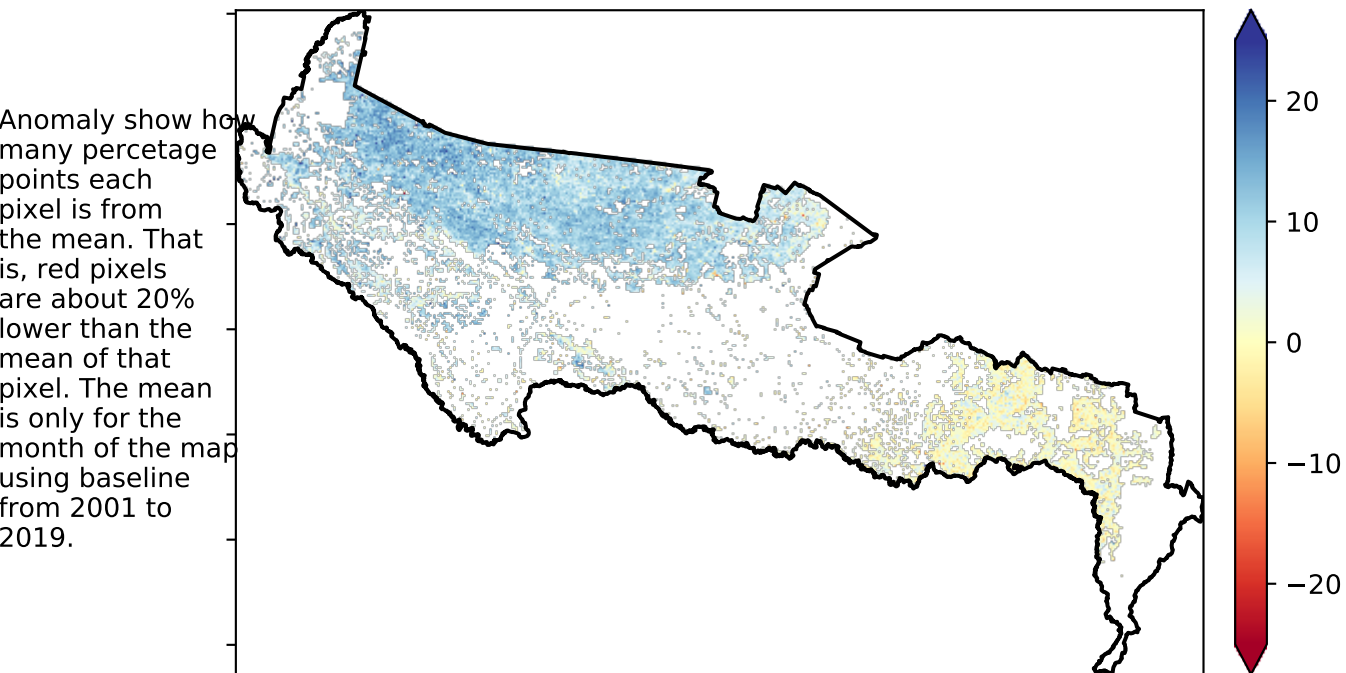 Anomaly show how
many percetage
points each
pixel is from
the mean. That
is, red pixels
are about 20%
lower than the
mean of that
pixel. The mean
is only for the
month of the map
using baseline
from 2001 to
2019.
20
10
0
−10
−20